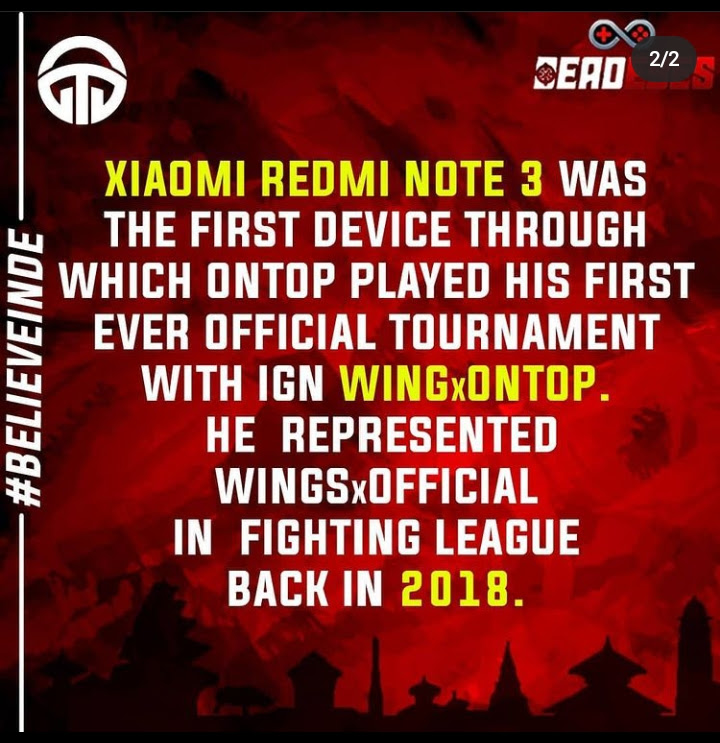 2/2
DEAD
#BELIEVEINDE
XIAOMI REDMI NOTE 3 WAS
THE FIRST DEVICE THROUGH
WHICH ONTOP PLAYED HIS FIRST
EVER OFFICIAL TOURNAMENT
WITH IGN WINGxONTOP.
HE REPRESENTED
WINGSxOFFICIAL
IN FIGHTING LEAGUE
BACK IN 2018.